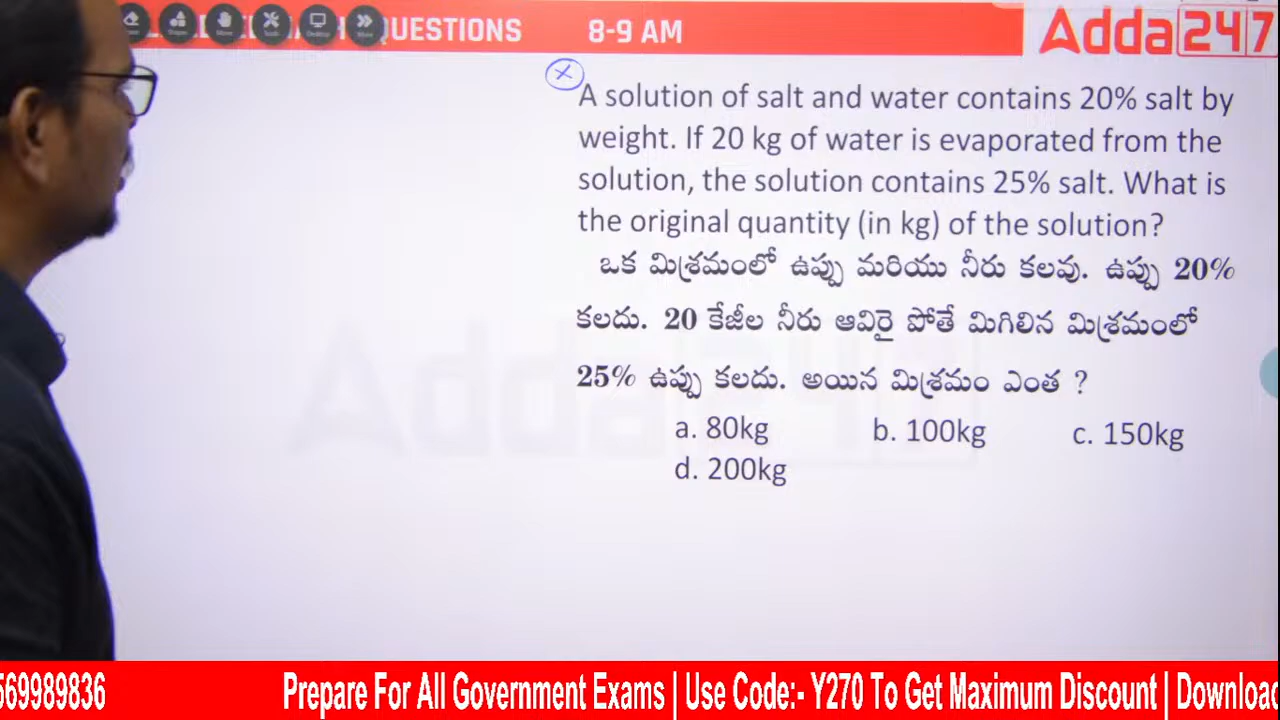 QUESTIONS 8-9 AM
Adda247
A solution of salt and water contains 20% salt by
weight. If 20 kg of water is evaporated from the
solution, the solution contains 25% salt. What is
the original quantity (in kg) of the solution?
ఒక మిశ్రమంలో ఉప్పు మరియు నీరు కలవు. ఉప్పు 20%
కలదు. 20 కేజీల నీరు ఆవిరై పోతే మిగిలిన మిశ్రమంలో
25% ఉప్పు కలదు. అయిన మిశ్రమం ఎంత ?
a. 80kg b. 100kg c. 150kg
d. 200kg
569989836 Prepare For All Government Exams | Use Code:- Y270 To Get Maximum Discount | Download